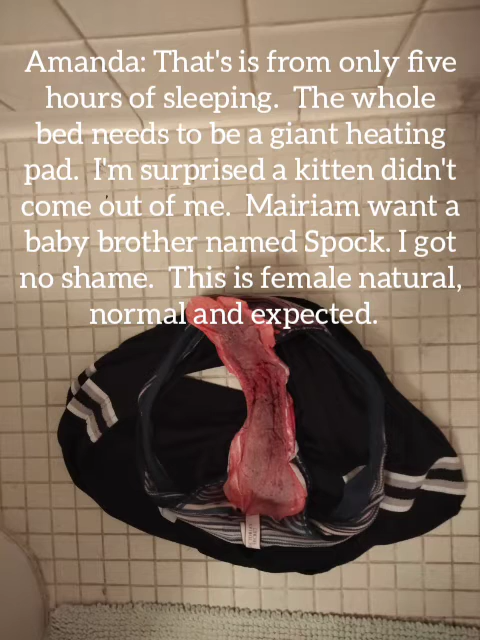 Amanda: That's is from only five
hours of sleeping.  The whole
bed needs to be a giant heating
pad.  I'm surprised a kitten didn't
come out of me.  Mairiam want a
baby brother named Spock. I got
no shame.  This is female natural,
normal and expected.